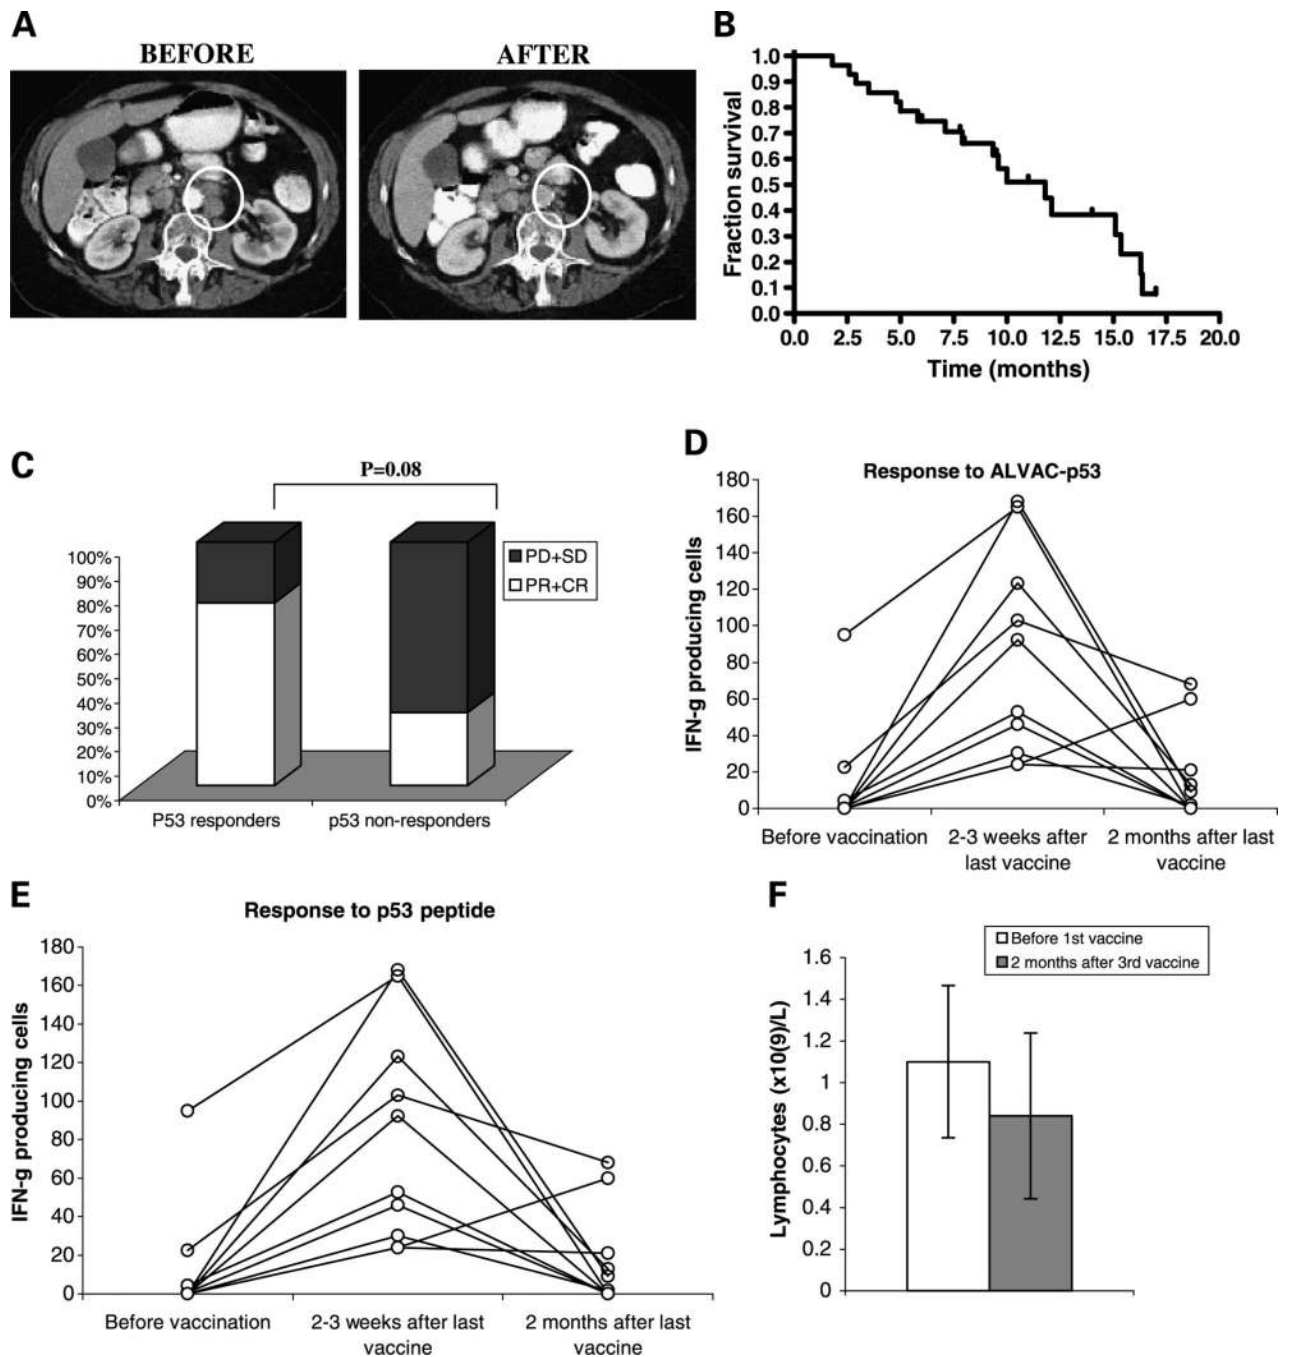 A
BEFORE
AFTER
B
1.0
0.9
0.8
0.7
0.6
0.5
0.4
0.3
0.2
0.1
0.0
Fraction survival
0.0 2.5 5.0 7.5 10.0 12.5 15.0 17.5 20.0
Time (months)
C
P=0.08
PD+SD
PR+CR
100%
90%
80%
70%
60%
50%
40%
30%
20%
10%
0%
P53 responders
p53 non-responders
D
Response to ALVAC-p53
180
160
140
120
100
80
60
40
20
0
IFN-g producing cells
Before vaccination
2-3 weeks after
last vaccine
2 months after last
vaccine
E
Response to p53 peptide
180
160
140
120
100
80
60
40
20
0
IFN-g producing cells
Before vaccination
2-3 weeks after last
vaccine
2 months after last
vaccine
F
Before 1st vaccine
2 months after 3rd vaccine
1.6
1.4
1.2
1
0.8
0.6
0.4
0.2
0
Lymphocytes (x10(9)/L)